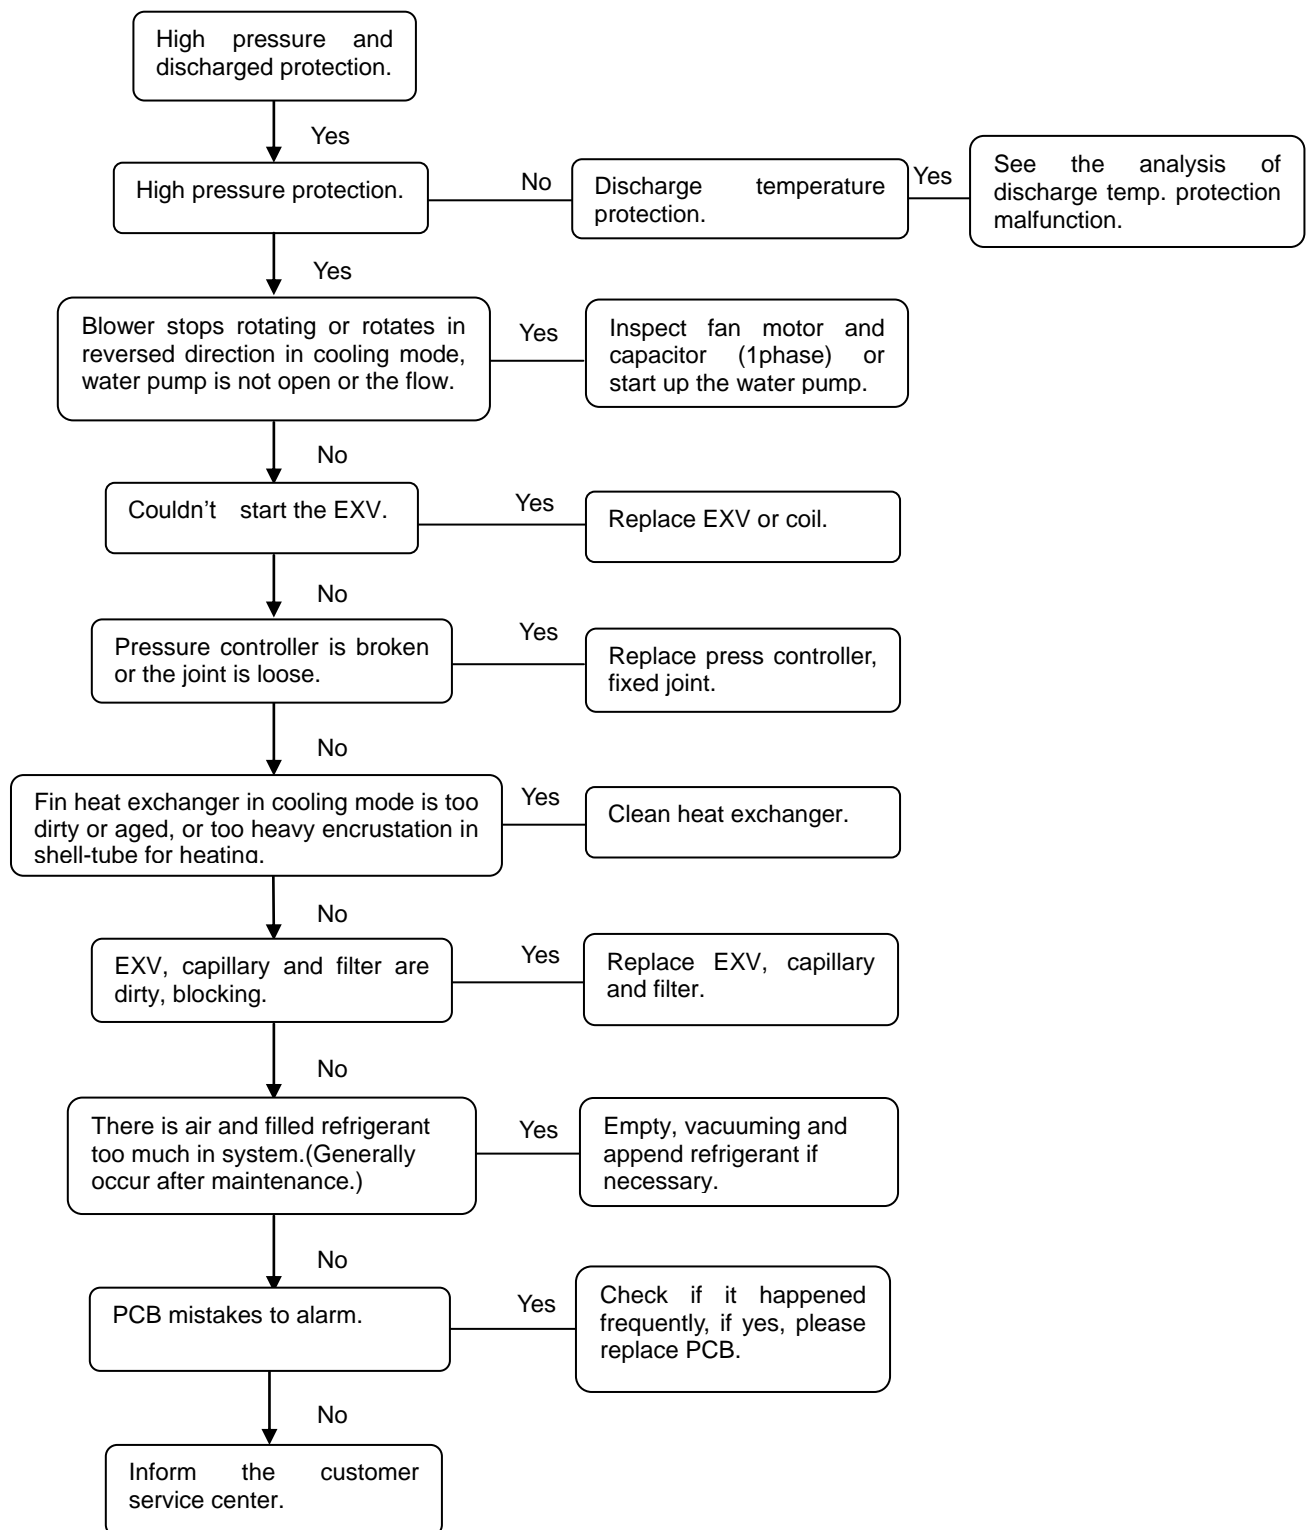 High pressure and
discharged protection.
Yes
High pressure protection.
No
Discharge temperature
protection.
Yes
See the analysis of
discharge temp. protection
malfunction.
Yes
Blower stops rotating or rotates in
reversed direction in cooling mode,
water pump is not open or the flow.
Yes
Inspect fan motor and
capacitor (1phase) or
start up the water pump.
No
Couldn't start the EXV.
Yes
Replace EXV or coil.
No
Pressure controller is broken
or the joint is loose.
Yes
Replace press controller,
fixed joint.
No
Fin heat exchanger in cooling mode is too
dirty or aged, or too heavy encrustation in
shell-tube for heating.
Yes
Clean heat exchanger.
No
EXV, capillary and filter are
dirty, blocking.
Yes
Replace EXV, capillary
and filter.
No
There is air and filled refrigerant
too much in system.(Generally
occur after maintenance.)
Yes
Empty, vacuuming and
append refrigerant if
necessary.
No
PCB mistakes to alarm.
Yes
Check if it happened
frequently, if yes, please
replace PCB.
No
Inform the customer
service center.